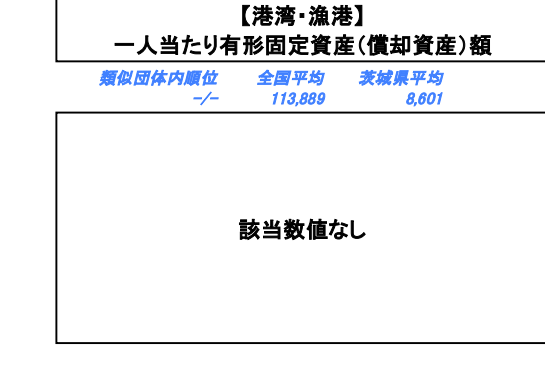 【港湾・漁港】
一人当たり有形固定資産（償却資産）額
類似団体内順位 全国平均 茨城県平均
-/- 113,889 8,601
該当数値なし